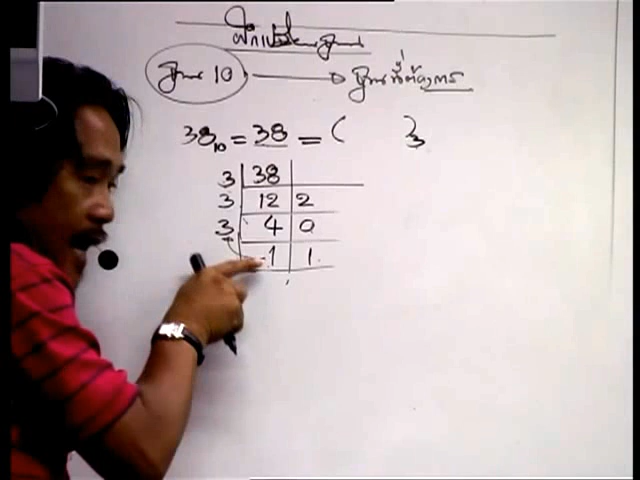 ฐาน 10 → ฐานที่ต้องการ
38₁₀ = 38 = (      )₃
3 | 38 |
3 | 12 | 2
3 | 4 | 0
1 | 1